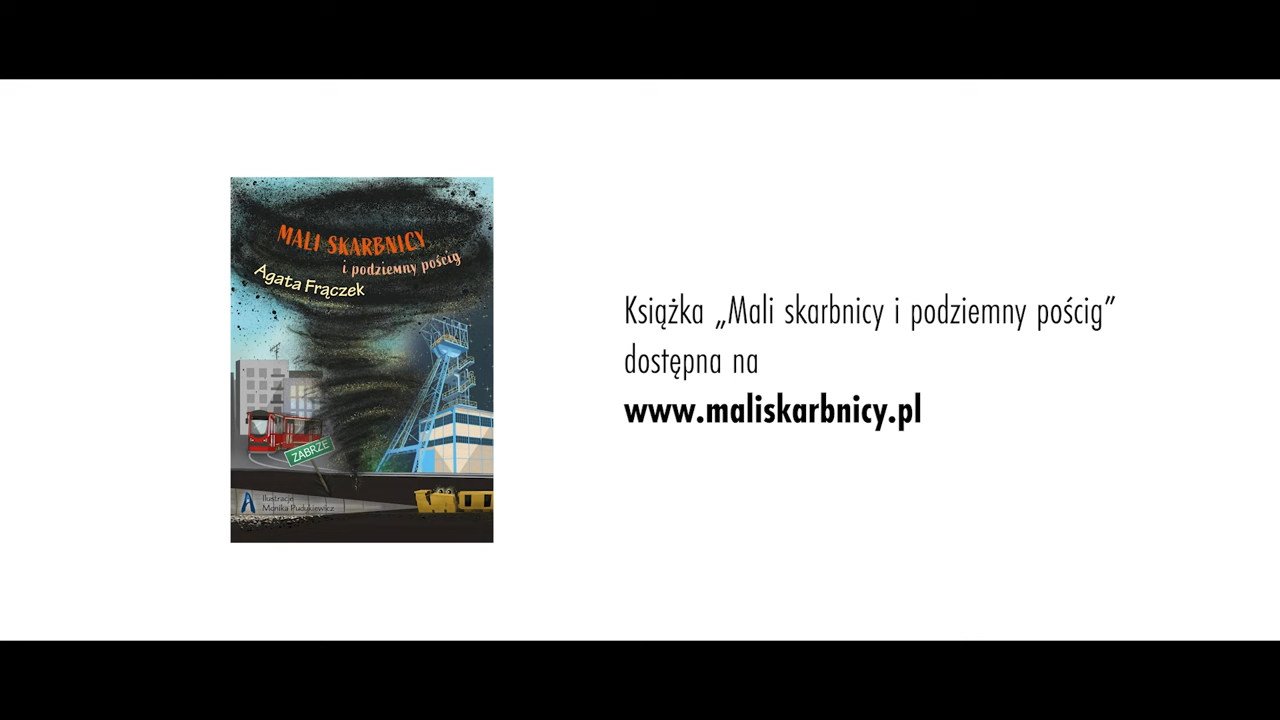 MALI SKARBNICY
i podziemny pościg
Agata Frączek
ZABRZE
Ilustracje
Monika Pudlikiewicz
Książka „Mali skarbnicy i podziemny pościg”
dostępna na
www.maliskarbnicy.pl